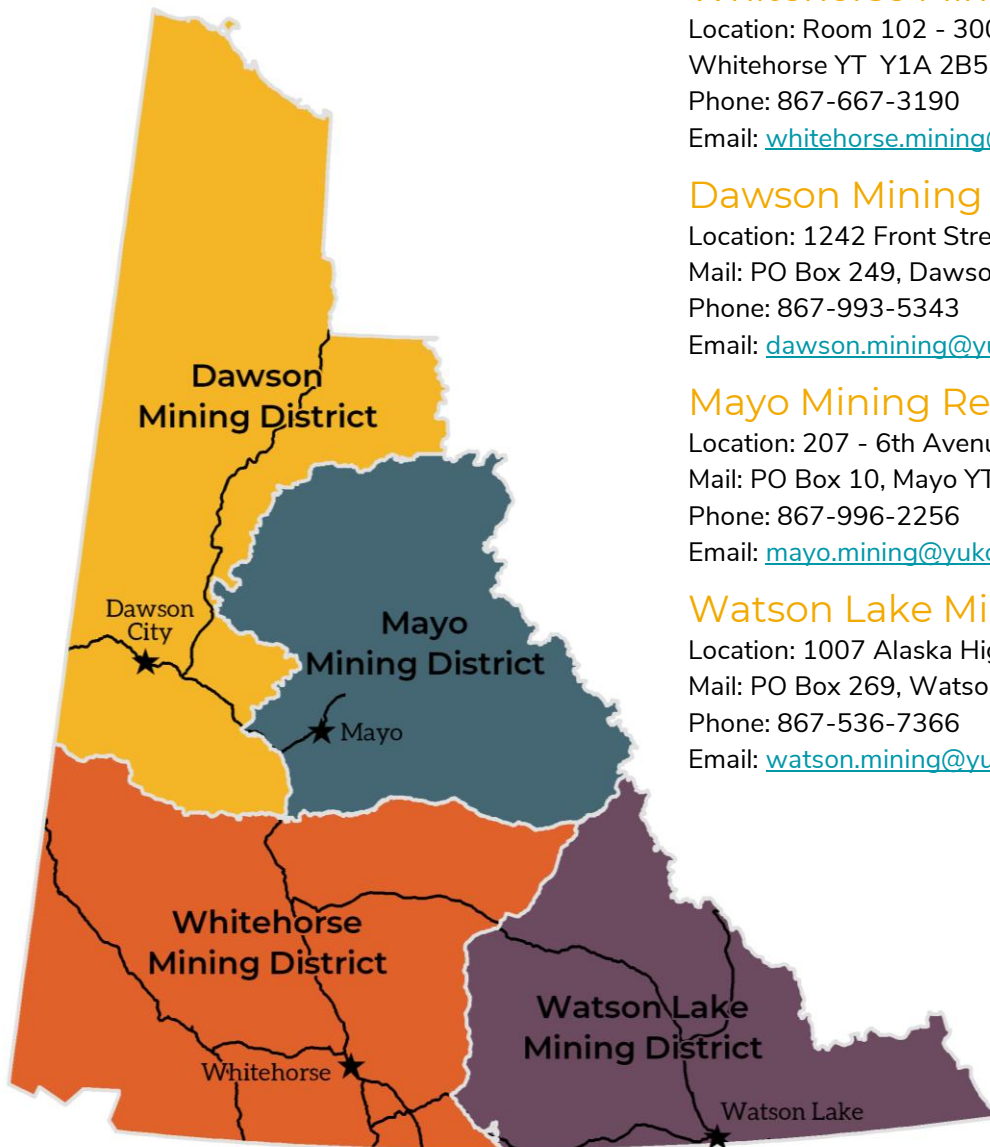 Location: Room 102 - 300
Whitehorse YT Y1A 2B5
Phone: 867-667-3190
Email: whitehorse.mining@
Dawson Mining
Location: 1242 Front Stre
Mail: PO Box 249, Dawso
Phone: 867-993-5343
Email: dawson.mining@yu
Mayo Mining Re
Location: 207 - 6th Avenu
Mail: PO Box 10, Mayo YT
Phone: 867-996-2256
Email: mayo.mining@yuko
Watson Lake Mi
Location: 1007 Alaska Hig
Mail: PO Box 269, Watso
Phone: 867-536-7366
Email: watson.mining@yu
Dawson
Mining District
Dawson
City
Mayo
Mining District
Mayo
Whitehorse
Mining District
Whitehorse
Watson Lake
Mining District
Watson Lake